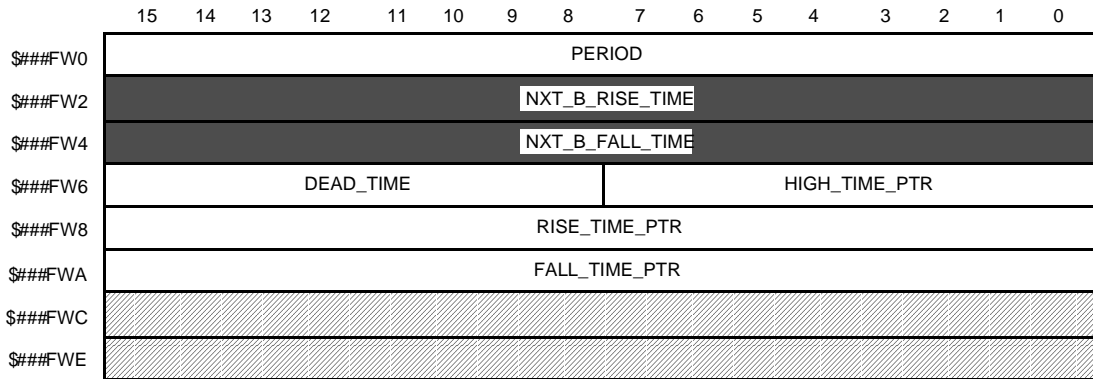 15 14 13 12 11 10 9 8 7 6 5 4 3 2 1 0
$###FW0 PERIOD
$###FW2 NXT_B_RISE_TIME
$###FW4 NXT_B_FALL_TIME
$###FW6 DEAD_TIME HIGH_TIME_PTR
$###FW8 RISE_TIME_PTR
$###FWA FALL_TIME_PTR
$###FWC
$###FWE